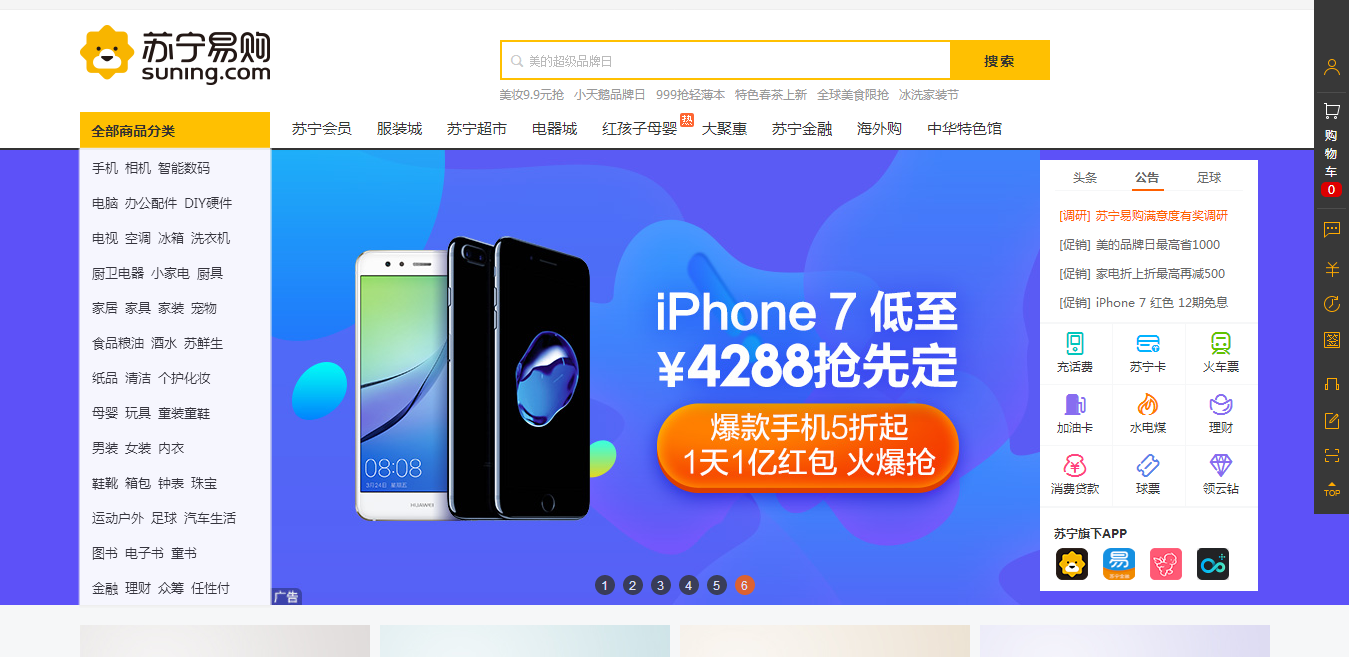 苏宁易购
suning.com
美的超级品牌日
搜索
美妆9.9元抢 小天鹅品牌日 999抢轻薄本 特色春茶上新 全球美食限抢 冰洗家装节
全部商品分类
苏宁会员 服装城 苏宁超市 电器城 红孩子母婴 热 大聚惠 苏宁金融 海外购 中华特色馆
手机 相机 智能数码
电脑 办公配件 DIY硬件
电视 空调 冰箱 洗衣机
厨卫电器 小家电 厨具
家居 家具 家装 宠物
食品粮油 酒水 苏鲜生
纸品 清洁 个护化妆
母婴 玩具 童装童鞋
男装 女装 内衣
鞋靴 箱包 钟表 珠宝
运动户外 足球 汽车生活
图书 电子书 童书
金融 理财 众筹 任性付
08:08
3月24日 星期五
HUAWEI
iPhone 7 低至
¥4288抢先定
爆款手机5折起
1天1亿红包 火爆抢
广告
1 2 3 4 5 6
头条 公告 足球
[调研] 苏宁易购满意度有奖调研
[促销] 美的品牌日最高省1000
[促销] 家电折上折最高再减500
[促销] iPhone 7 红色 12期免息
充话费 苏宁卡 火车票
加油卡 水电煤 理财
消费贷款 球票 领云钻
苏宁旗下APP
易
苏宁金融
购
物
车
0
签
TOP